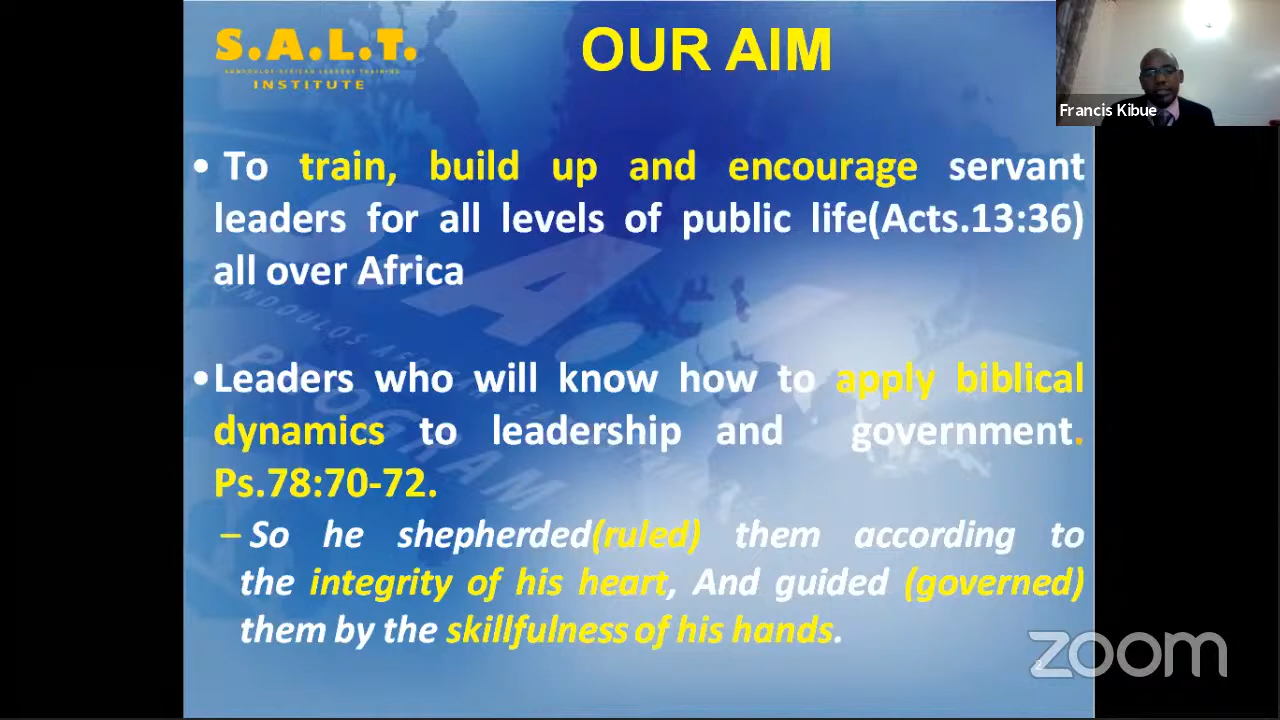 S.A.L.T.
INSTITUTE
OUR AIM
Francis Kibue
• To train, build up and encourage servant
leaders for all levels of public life(Acts.13:36)
all over Africa
•Leaders who will know how to apply biblical
dynamics to leadership and government.
Ps.78:70-72.
– So he shepherded(ruled) them according to
the integrity of his heart, And guided (governed)
them by the skillfulness of his hands.
PROGRAM
2
zoom